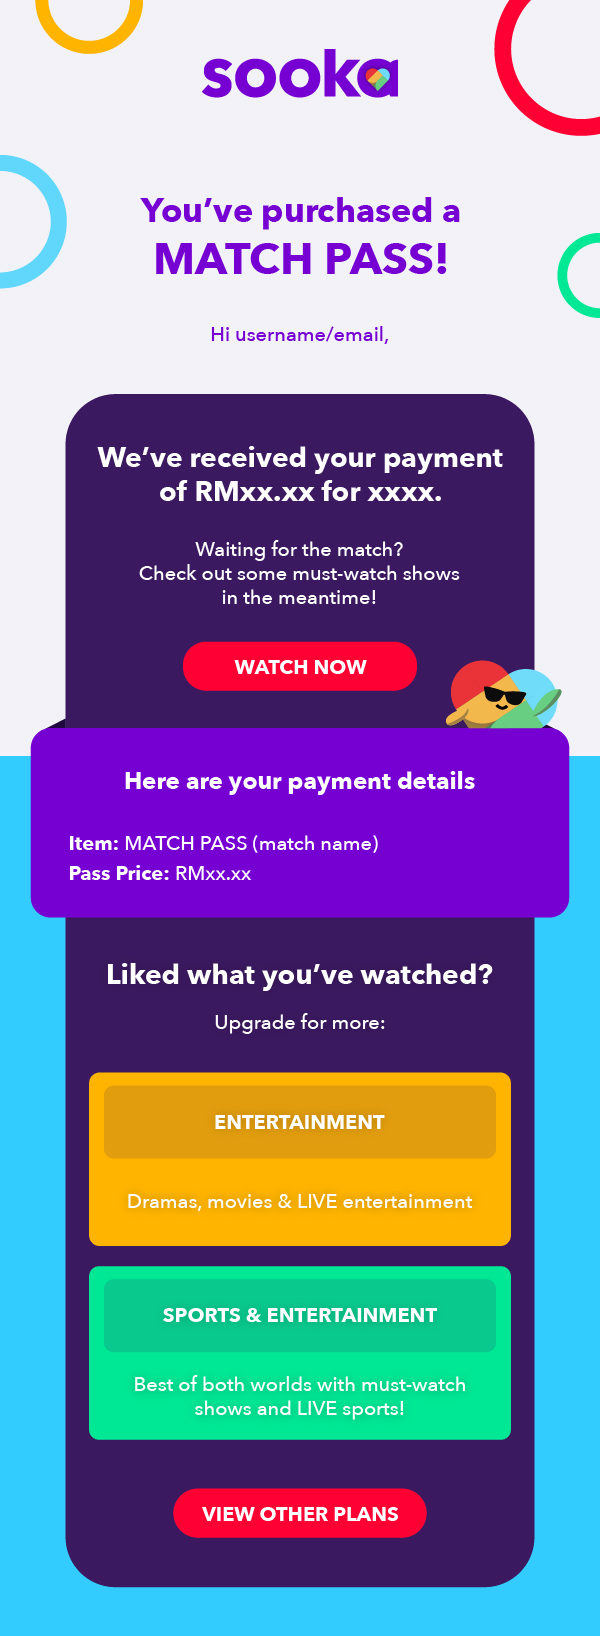 sooka
You’ve purchased a
MATCH PASS!
Hi username/email,
We’ve received your payment
of RMxx.xx for xxxx.
Waiting for the match?
Check out some must-watch shows
in the meantime!
WATCH NOW
Here are your payment details
Item: MATCH PASS (match name)
Pass Price: RMxx.xx
Liked what you’ve watched?
Upgrade for more:
ENTERTAINMENT
Dramas, movies & LIVE entertainment
SPORTS & ENTERTAINMENT
Best of both worlds with must-watch
shows and LIVE sports!
VIEW OTHER PLANS